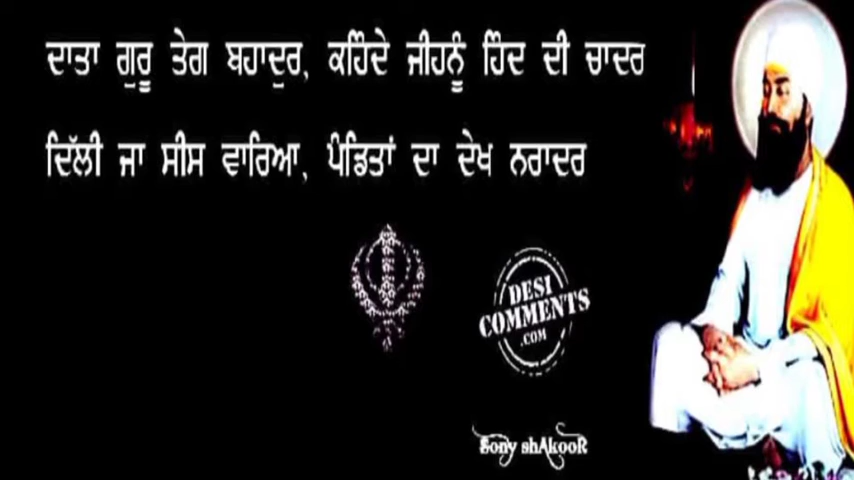 ਦਾਤਾ ਗੁਰੂ ਤੇਗ ਬਹਾਦੁਰ, ਕਹਿੰਦੇ ਜੀਹਨੂੰ ਹਿੰਦ ਦੀ ਚਾਦਰ
ਦਿੱਲੀ ਜਾ ਸੀਸ ਵਾਰਿਆ, ਪੰਡਿਤਾਂ ਦਾ ਦੇਖ ਨਰਾਦਰ
DESI
COMMENTS
.COM
Sony shAkooR